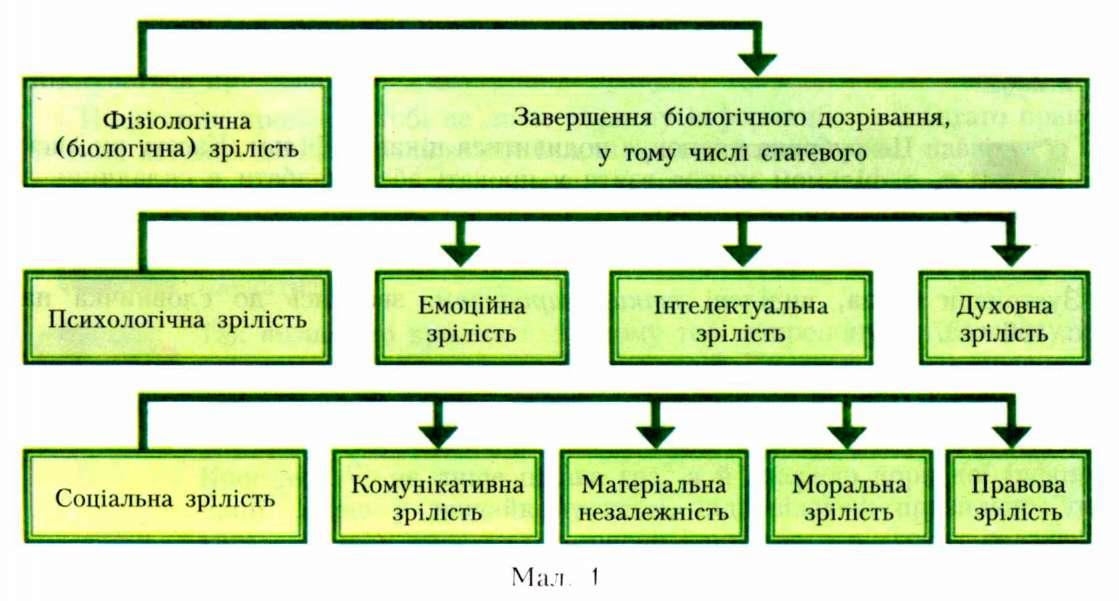 Фізіологічна
(біологічна) зрілість
Завершення біологічного дозрівання,
у тому числі статевого
Психологічна зрілість
Емоційна
зрілість
Інтелектуальна
зрілість
Духовна
зрілість
Соціальна зрілість
Комунікативна
зрілість
Матеріальна
незалежність
Моральна
зрілість
Правова
зрілість
Мал. 1